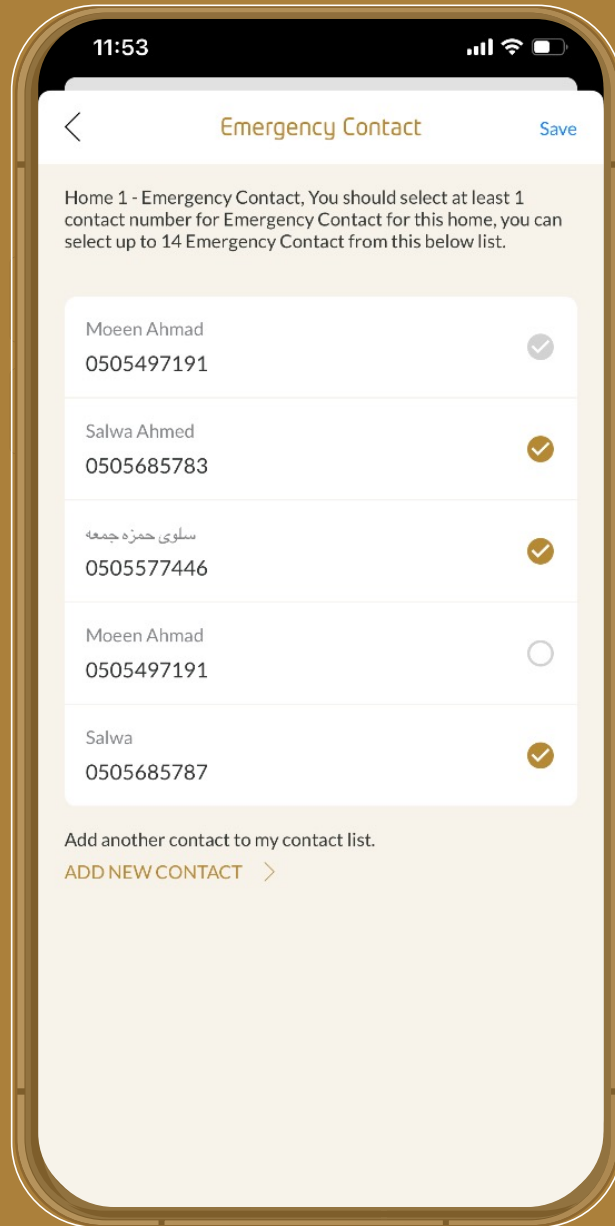 11:53
Emergency Contact
Save
Home 1 - Emergency Contact, You should select at least 1
contact number for Emergency Contact for this home, you can
select up to 14 Emergency Contact from this below list.
Moeen Ahmad
0505497191
Salwa Ahmed
0505685783
سلوى حمزه جمعه
0505577446
Moeen Ahmad
0505497191
Salwa
0505685787
Add another contact to my contact list.
ADD NEW CONTACT